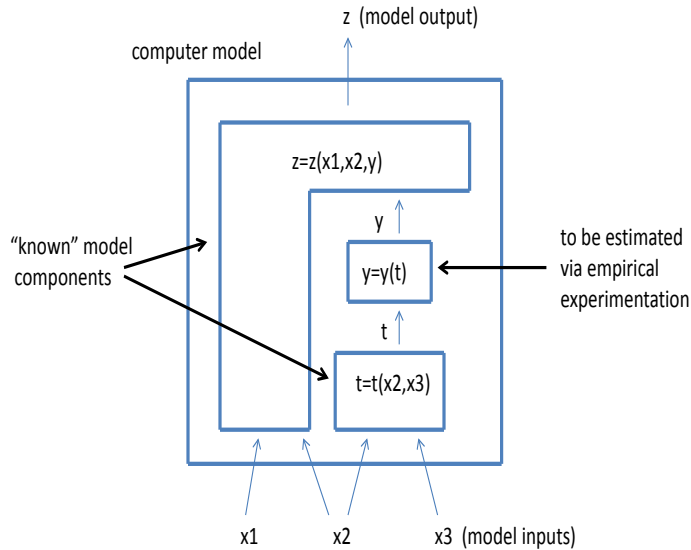 z (model output)
computer model
z=z(x1,x2,y)
y
“known” model
components
y=y(t)
to be estimated
via empirical
experimentation
t
t=t(x2,x3)
x1
x2
x3 (model inputs)